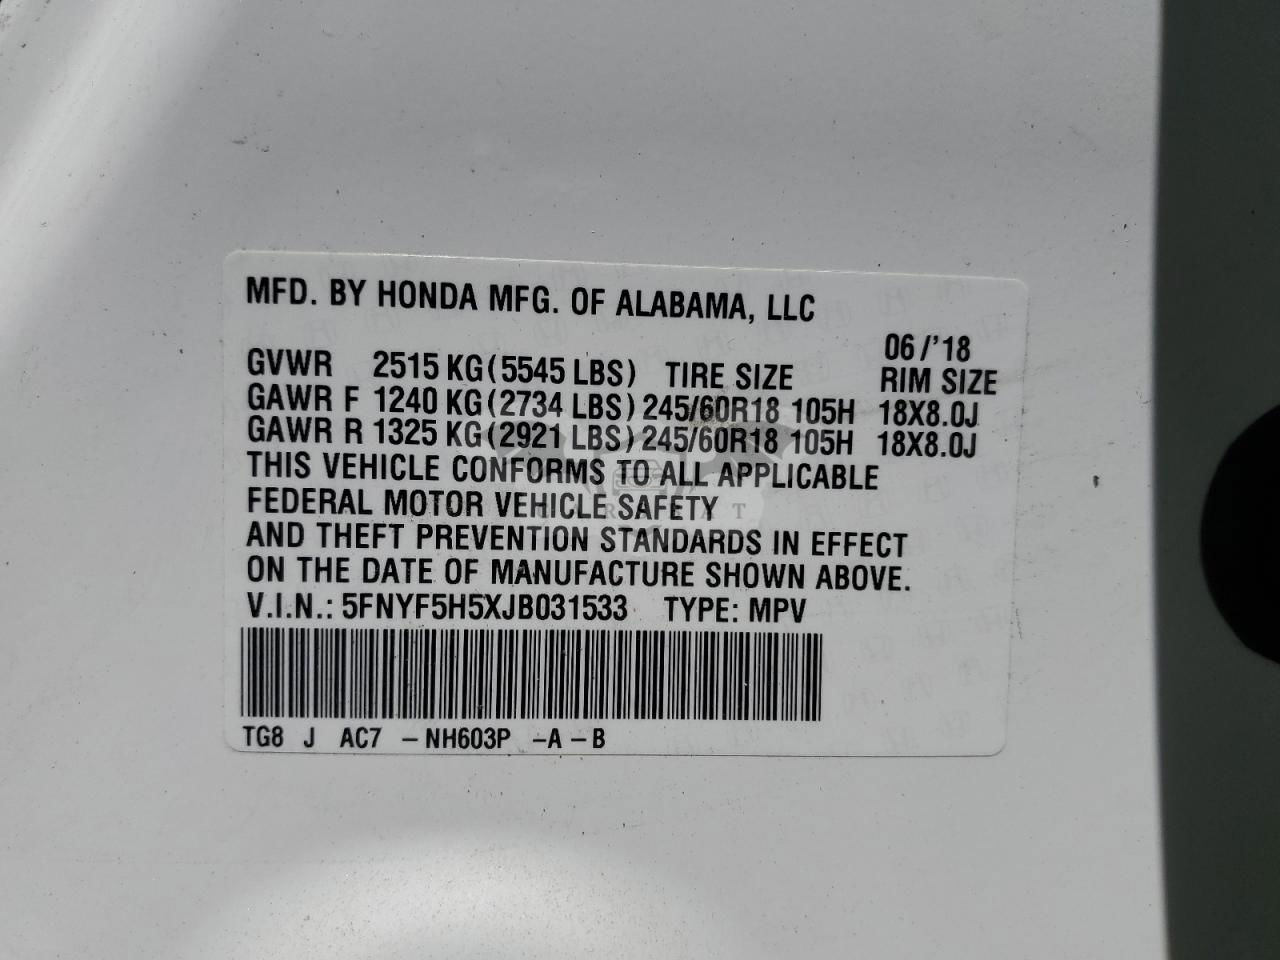 MFD. BY HONDA MFG. OF ALABAMA, LLC
06/'18
GVWR 2515 KG(5545 LBS) TIRE SIZE RIM SIZE
GAWR F 1240 KG(2734 LBS) 245/60R18 105H 18X8.0J
GAWR R 1325 KG(2921 LBS) 245/60R18 105H 18X8.0J
THIS VEHICLE CONFORMS TO ALL APPLICABLE
FEDERAL MOTOR VEHICLE SAFETY
AND THEFT PREVENTION STANDARDS IN EFFECT
ON THE DATE OF MANUFACTURE SHOWN ABOVE.
V.I.N.: 5FNYF5H5XJB031533 TYPE: MPV
TG8 J AC7 -NH603P -A-B